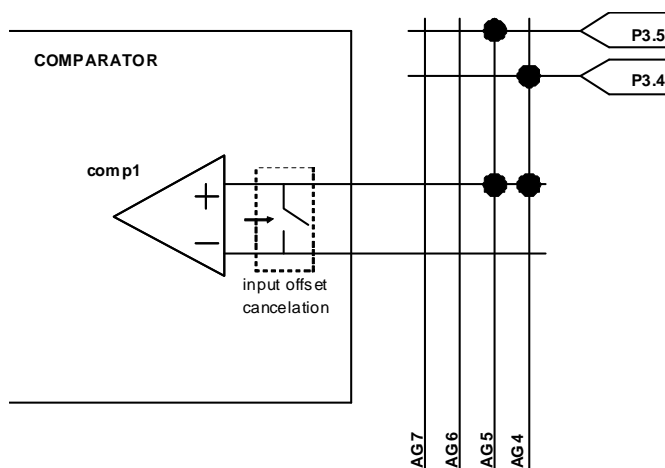 P3.5
COMPARATOR
P3.4
comp1
+
−
input offset
cancelation
AG7
AG6
AG5
AG4